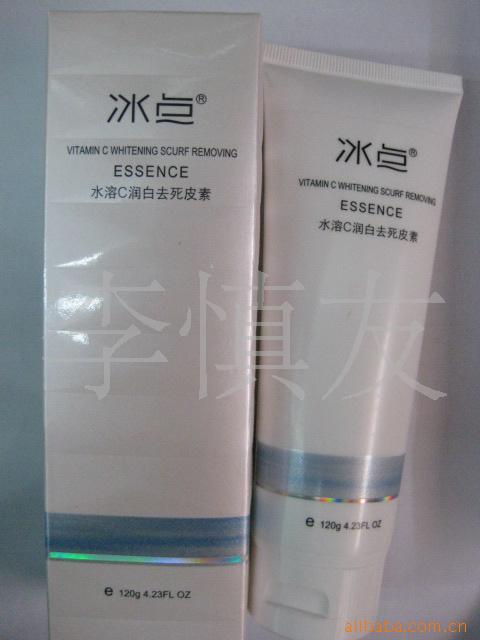 冰点®
VITAMIN C WHITENING SCURF REMOVING
ESSENCE
水溶C润白去死皮素
e 120g 4.23FL OZ
冰点®
VITAMIN C WHITENING SCURF REMOVING
ESSENCE
水溶C润白去死皮素
e 120g 4.23FL OZ
李慎友
alibaba.com.cn